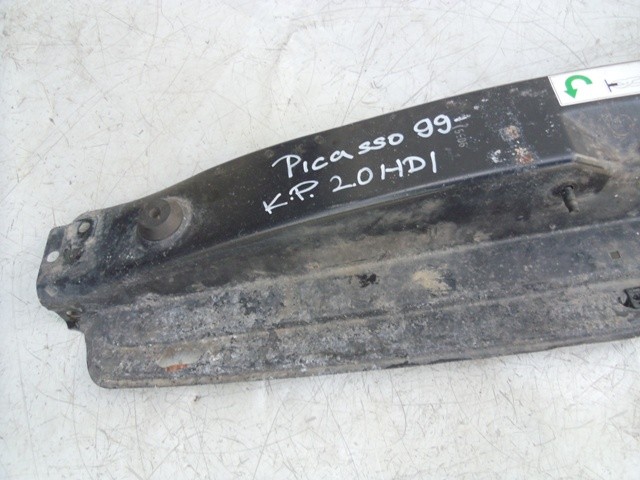 Picasso 99-
K.P. 2.0 HDI